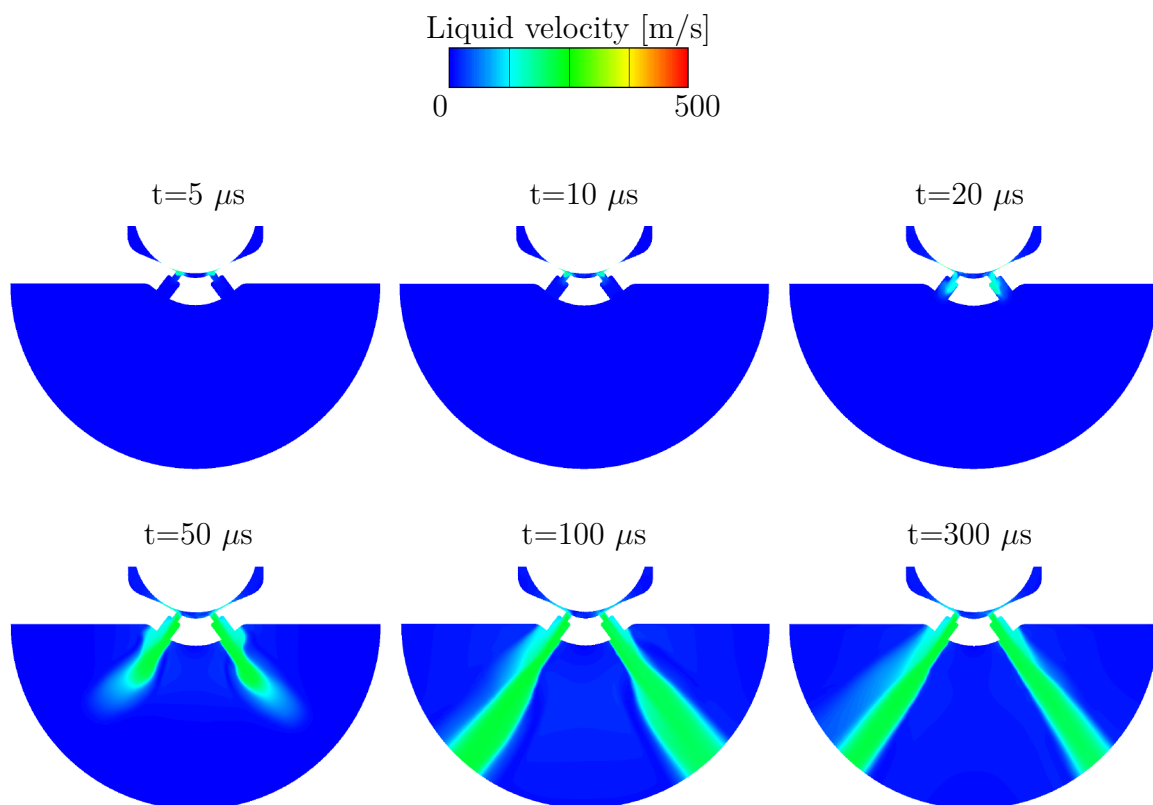 Liquid velocity [m/s]
0 500
t=5 μs t=10 μs t=20 μs
t=50 μs t=100 μs t=300 μs